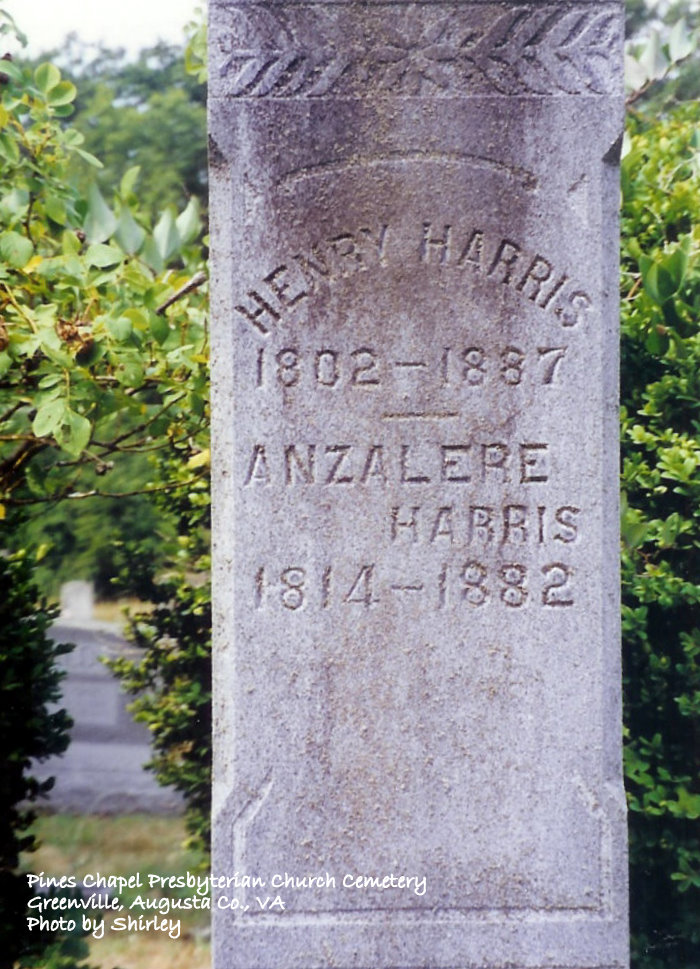 HENRY HARRIS
1802-1887
ANZALERE
HARRIS
1814-1882
Pines Chapel Presbyterian Church Cemetery
Greenville, Augusta Co., VA
Photo by Shirley